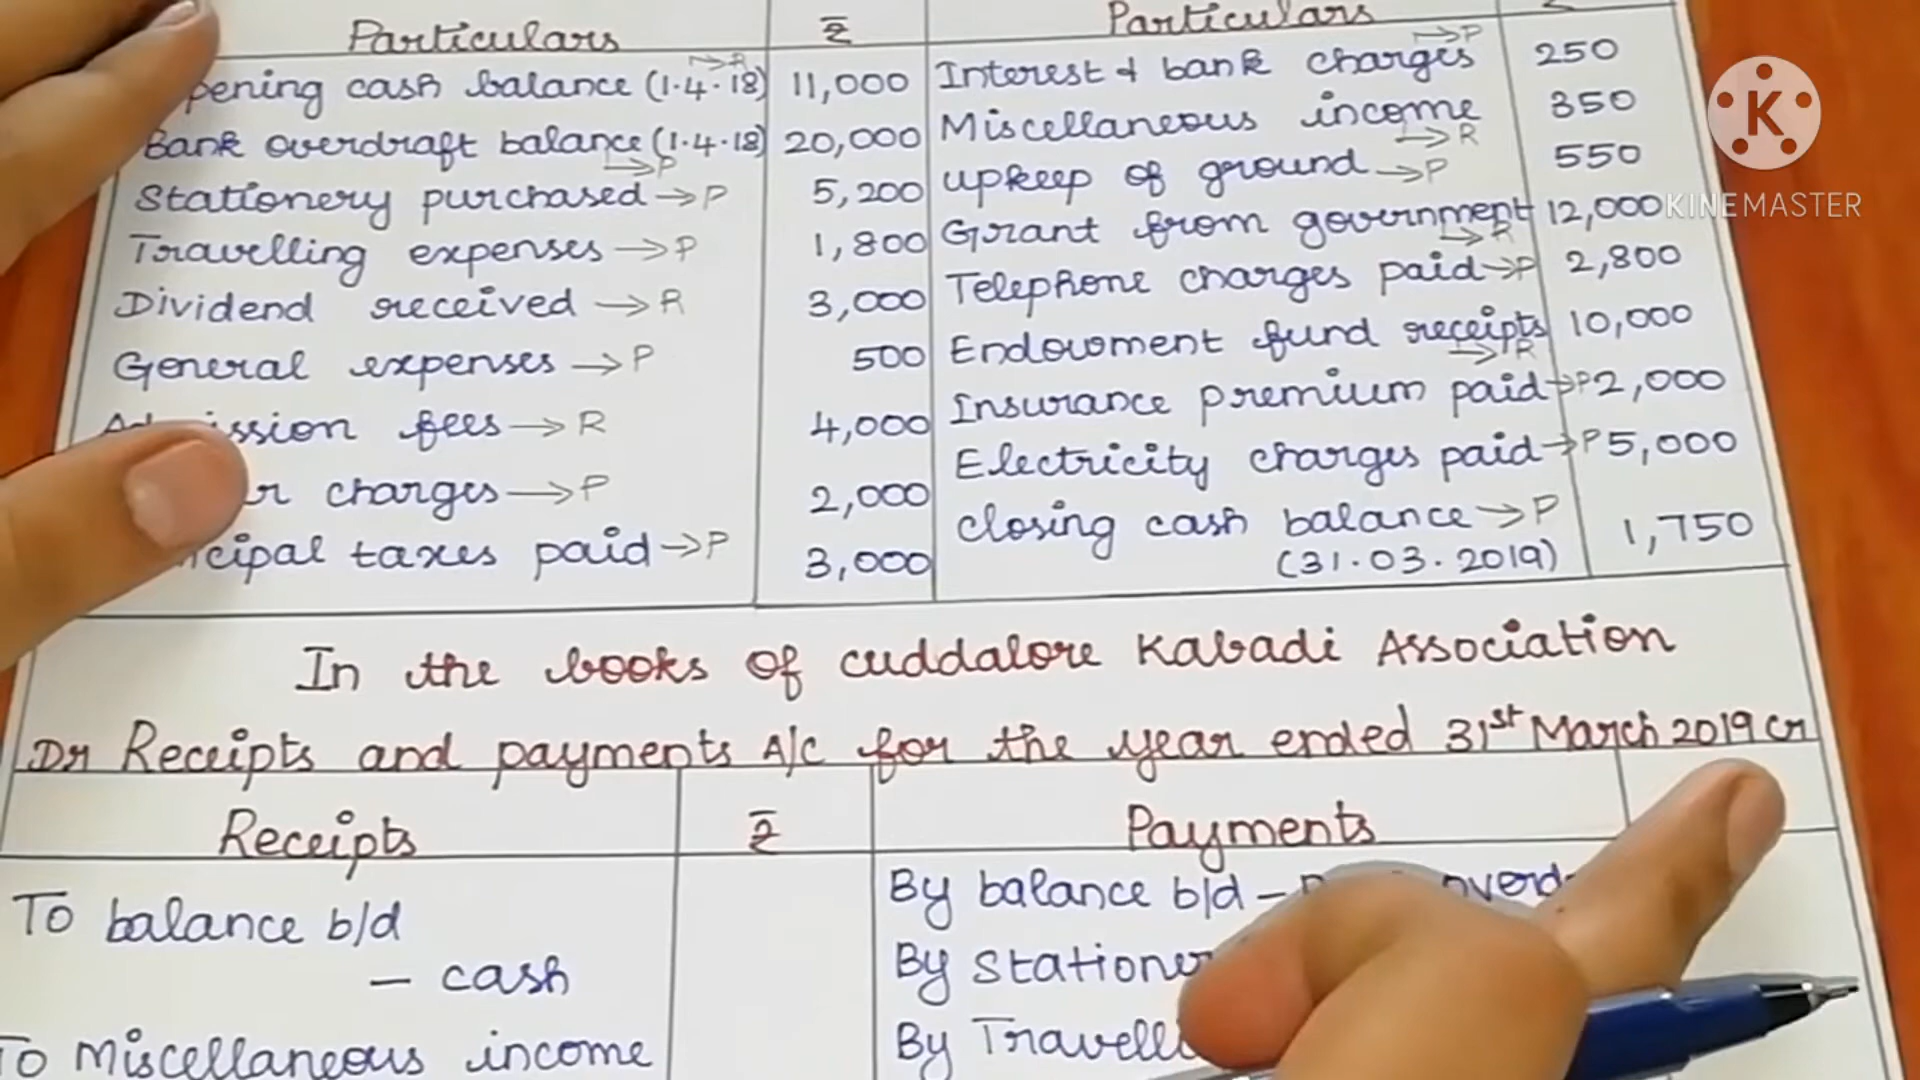 Particulars ₹ Particulars
pening cash balance (1.4.18) →R 11,000 Interest & bank charges →P 250
Bank overdraft balance (1.4.18) →P 20,000 Miscellaneous income →R 350
Stationery purchased →P 5,200 upkeep of ground →P 550
Travelling expenses →P 1,800 Grant from government →R 12,000
Dividend received →R 3,000 Telephone charges paid →P 2,800
General expenses →P 500 Endowment fund receipts →R 10,000
ssion fees →R 4,000 Insurance premium paid →P 2,000
r charges →P 2,000 Electricity charges paid →P 5,000
cipal taxes paid →P 3,000 closing cash balance →P 1,750
(31.03.2019)
In the books of cuddalore Kabadi Association
Dr Receipts and payments A/c for the year ended 31st March 2019 Cr
Receipts ₹ Payments
To balance b/d By balance b/d - overd
- cash By Statione
To Miscellaneous income By Travell
K
KINEMASTER